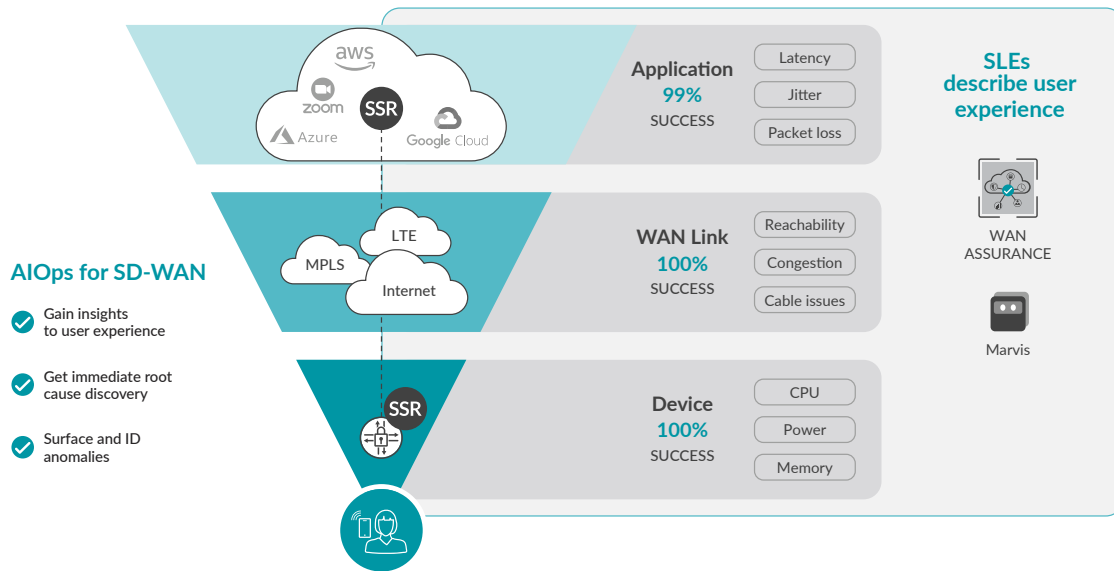 AIOps for SD-WAN
Gain insights
to user experience
Get immediate root
cause discovery
Surface and ID
anomalies
aws
zoom
SSR
Azure
Google Cloud
LTE
MPLS
Internet
SSR
Application
99%
SUCCESS
Latency
Jitter
Packet loss
WAN Link
100%
SUCCESS
Reachability
Congestion
Cable issues
Device
100%
SUCCESS
CPU
Power
Memory
SLEs
describe user
experience
WAN
ASSURANCE
Marvis